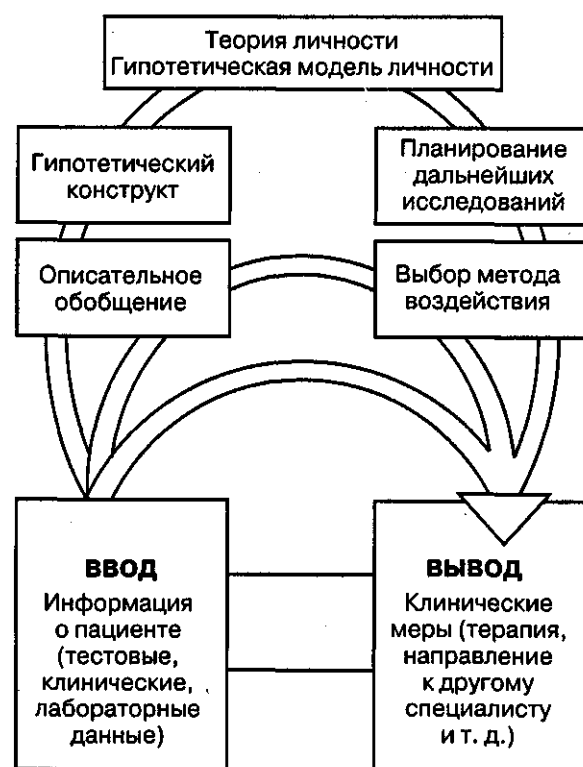 Теория личности
Гипотетическая модель личности
Гипотетический
конструкт
Планирование
дальнейших
исследований
Описательное
обобщение
Выбор метода
воздействия
ВВОД
Информация
о пациенте
(тестовые,
клинические,
лабораторные
данные)
ВЫВОД
Клинические
меры (терапия,
направление
к другому
специалисту
и т. д.)